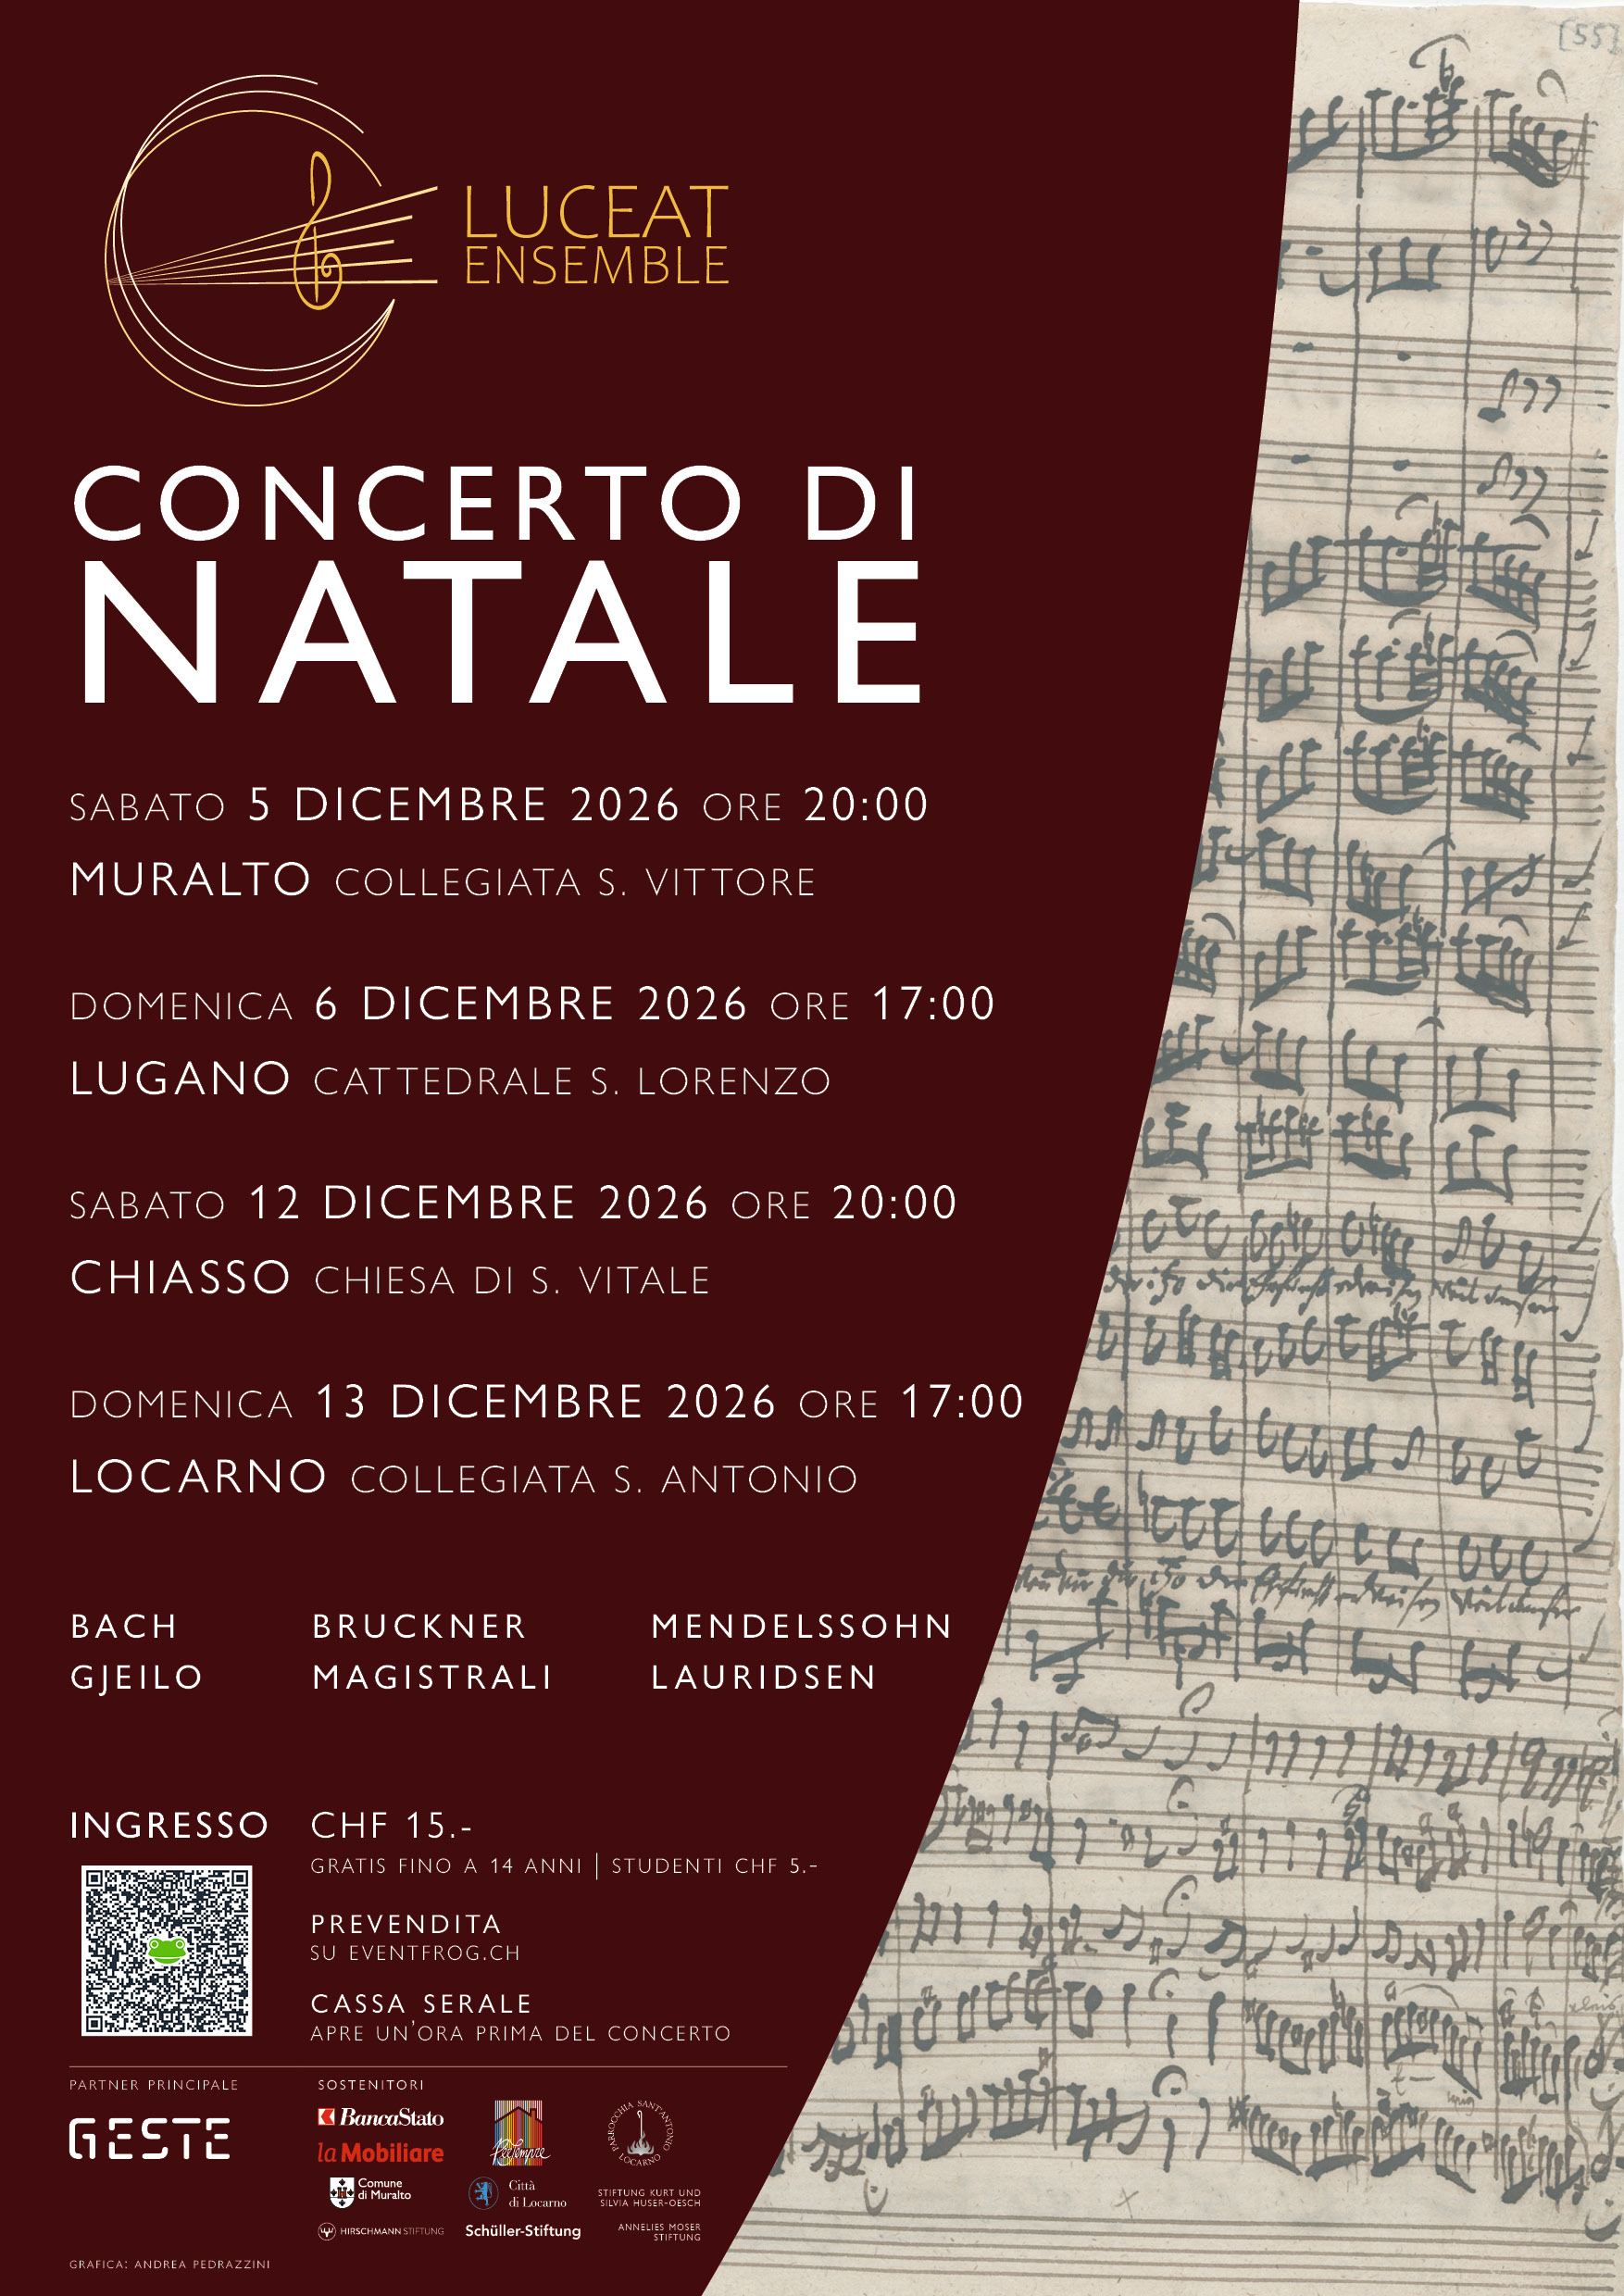 LUCEAT
ENSEMBLE
CONCERTO DI
NATALE
SABATO 5 DICEMBRE 2026 ORE 20:00
MURALTO COLLEGIATA S. VITTORE
DOMENICA 6 DICEMBRE 2026 ORE 17:00
LUGANO CATTEDRALE S. LORENZO
SABATO 12 DICEMBRE 2026 ORE 20:00
CHIASSO CHIESA DI S. VITALE
DOMENICA 13 DICEMBRE 2026 ORE 17:00
LOCARNO COLLEGIATA S. ANTONIO
BACH BRUCKNER MENDELSSOHN
GJEILO MAGISTRALI LAURIDSEN
INGRESSO CHF 15.-
GRATIS FINO A 14 ANNI | STUDENTI CHF 5.-
PREVENDITA
SU EVENTFROG.CH
CASSA SERALE
APRE UN'ORA PRIMA DEL CONCERTO
PARTNER PRINCIPALE
GESTE
SOSTENITORI
BancaStato
la Mobiliare
PARROCCHIA SANT'ANTONIO
LOCARNO
Comune
di Muralto
Città
di Locarno
STIFTUNG KURT UND
SILVIA HUSER-OESCH
HIRSCHMANN STIFTUNG
Schüller-Stiftung
ANNELIES MOSER
STIFTUNG
GRAFICA: ANDREA PEDRAZZINI
[55]